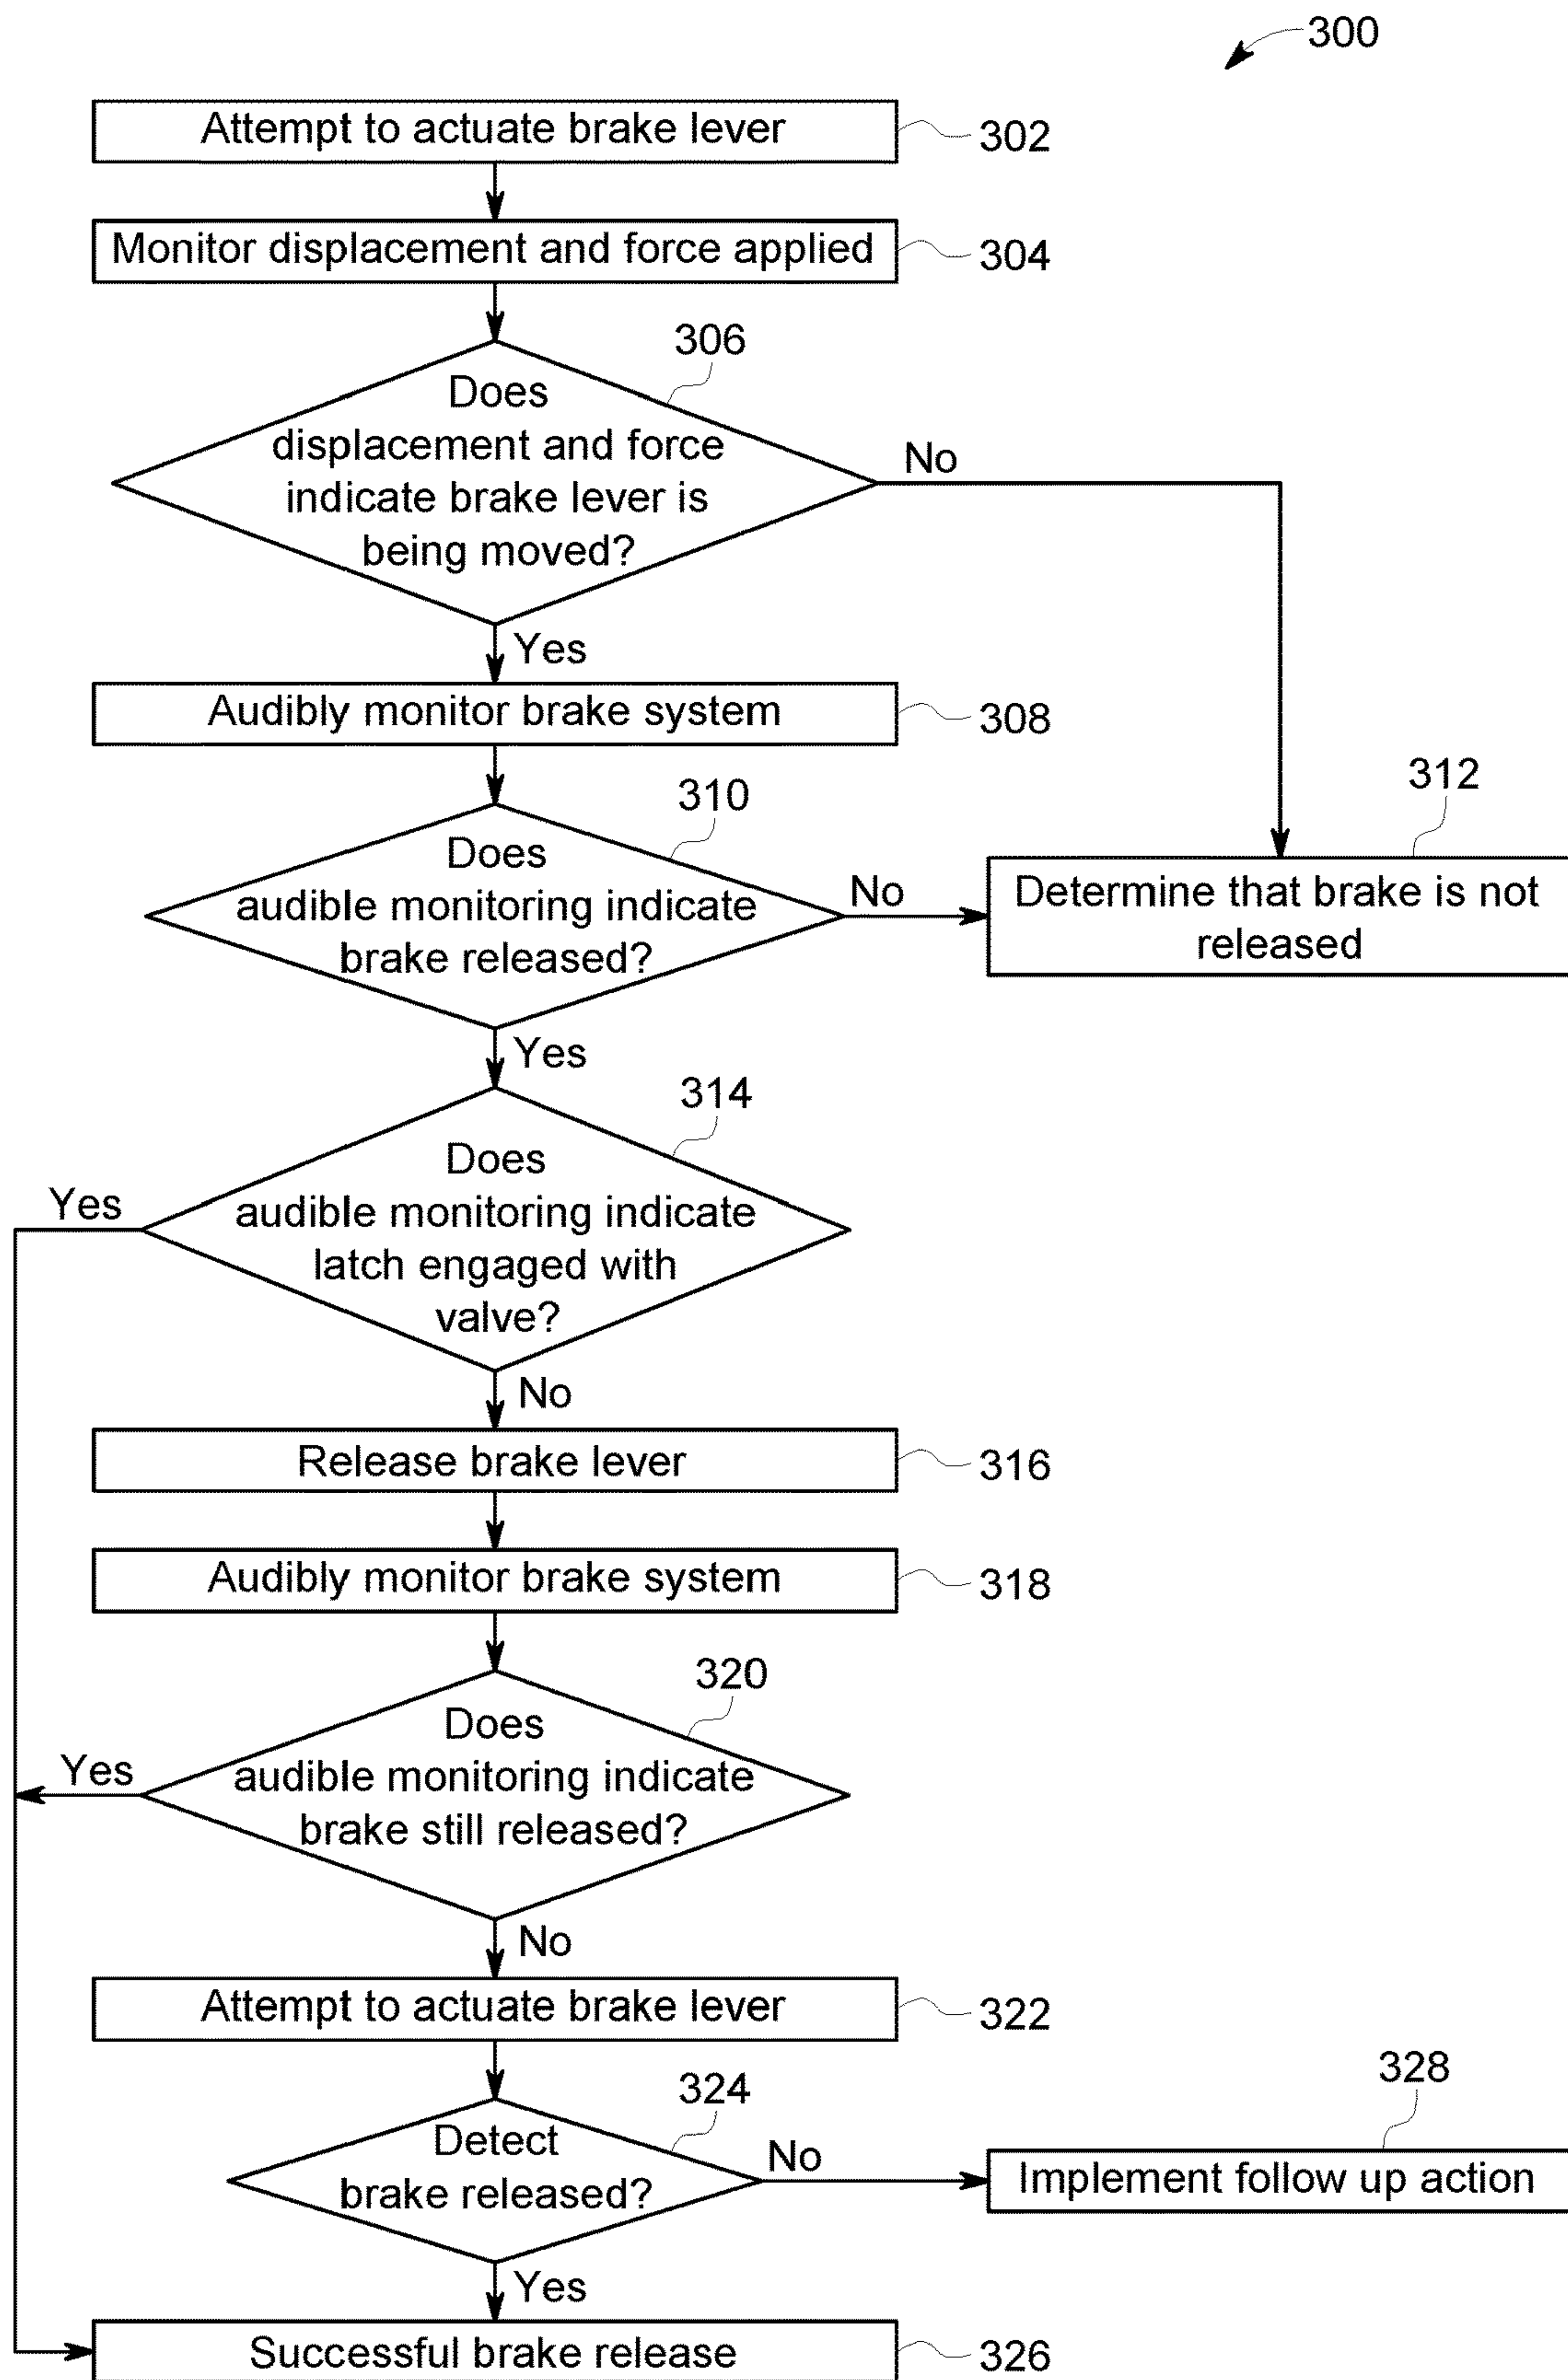 300
Attempt to actuate brake lever
302
Monitor displacement and force applied
304
306
Does
displacement and force
indicate brake lever is
being moved?
No
Yes
Audibly monitor brake system
308
310
Does
audible monitoring indicate
brake released?
No
312
Determine that brake is not
released
Yes
314
Does
audible monitoring indicate
latch engaged with
valve?
Yes
No
Release brake lever
316
Audibly monitor brake system
318
320
Does
audible monitoring indicate
brake still released?
Yes
No
Attempt to actuate brake lever
322
324
Detect
brake released?
No
328
Implement follow up action
Yes
Successful brake release
326